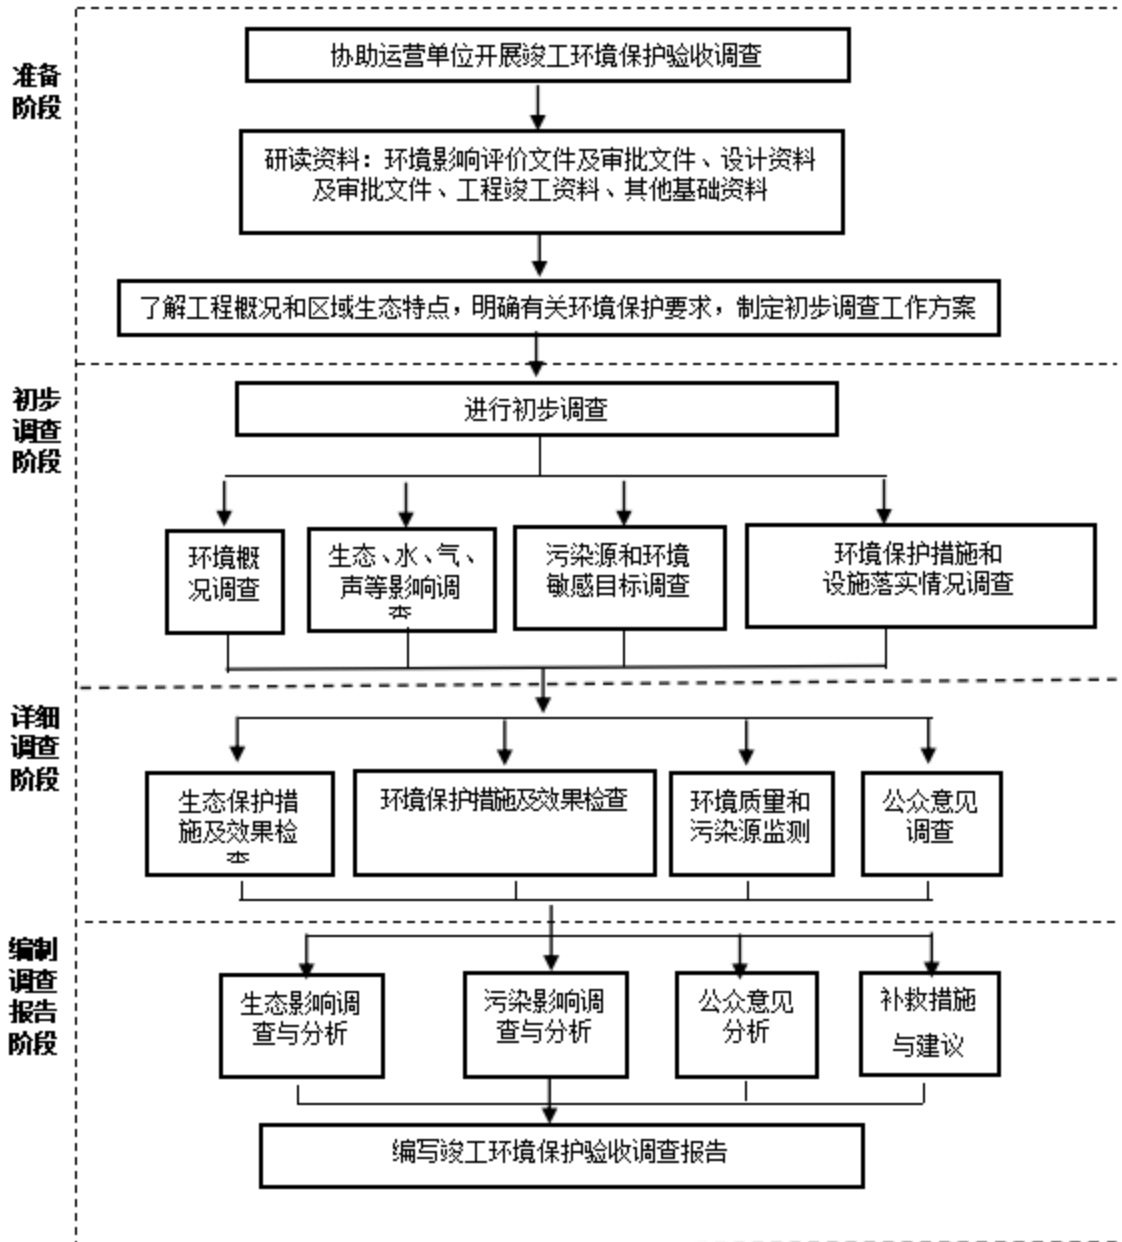 准备
阶段
协助运营单位开展竣工环境保护验收调查
研读资料：环境影响评价文件及审批文件、设计资料
及审批文件、工程竣工资料、其他基础资料
了解工程概况和区域生态特点，明确有关环境保护要求，制定初步调查工作方案
初步
调查
阶段
进行初步调查
环境概
况调查
生态、水、气、
声等影响调
查
污染源和环境
敏感目标调查
环境保护措施和
设施落实情况调查
详细
调查
阶段
生态保护措
施及效果检
查
环境保护措施及效果检查
环境质量和
污染源监测
公众意见
调查
编制
调查
报告
阶段
生态影响调
查与分析
污染影响调
查与分析
公众意见
分析
补救措施
与建议
编写竣工环境保护验收调查报告